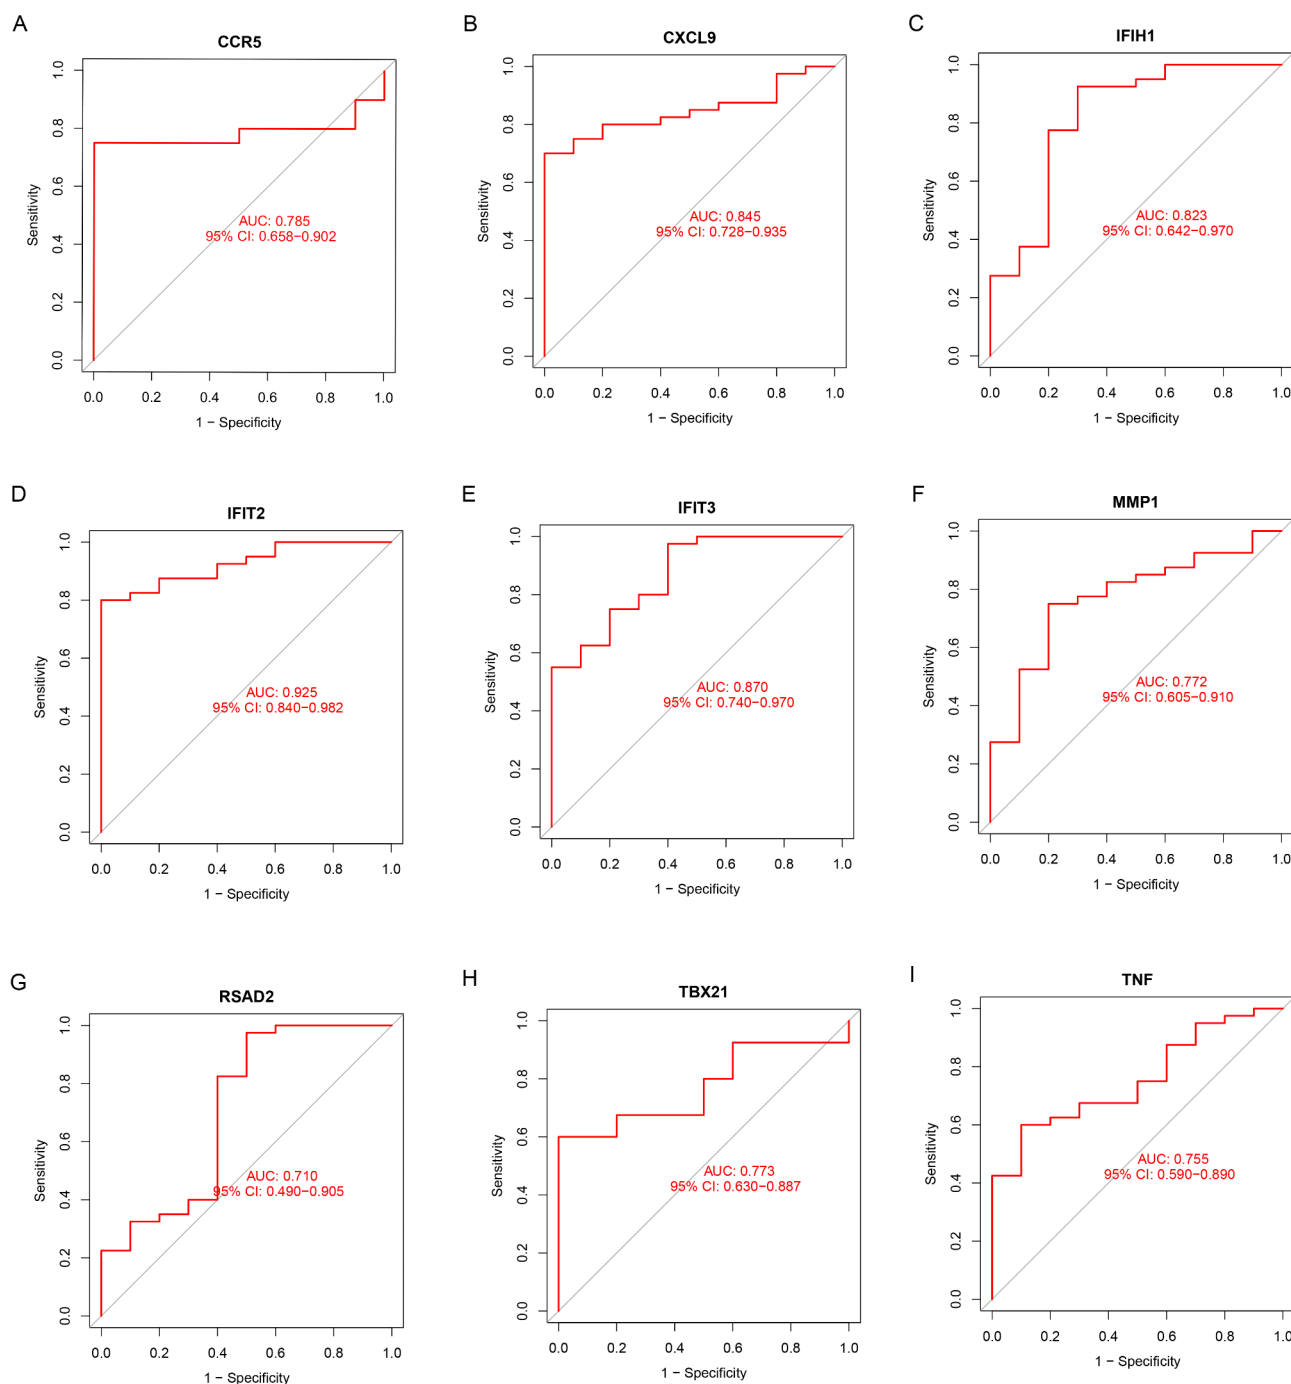 A
CCR5
1.0
0.8
0.6
0.4
0.2
0.0
Sensitivity
AUC: 0.785
95% CI: 0.658−0.902
0.0 0.2 0.4 0.6 0.8 1.0
1 − Specificity
B
CXCL9
1.0
0.8
0.6
0.4
0.2
0.0
Sensitivity
AUC: 0.845
95% CI: 0.728−0.935
0.0 0.2 0.4 0.6 0.8 1.0
1 − Specificity
C
IFIH1
1.0
0.8
0.6
0.4
0.2
0.0
Sensitivity
AUC: 0.823
95% CI: 0.642−0.970
0.0 0.2 0.4 0.6 0.8 1.0
1 − Specificity
D
IFIT2
1.0
0.8
0.6
0.4
0.2
0.0
Sensitivity
AUC: 0.925
95% CI: 0.840−0.982
0.0 0.2 0.4 0.6 0.8 1.0
1 − Specificity
E
IFIT3
1.0
0.8
0.6
0.4
0.2
0.0
Sensitivity
AUC: 0.870
95% CI: 0.740−0.970
0.0 0.2 0.4 0.6 0.8 1.0
1 − Specificity
F
MMP1
1.0
0.8
0.6
0.4
0.2
0.0
Sensitivity
AUC: 0.772
95% CI: 0.605−0.910
0.0 0.2 0.4 0.6 0.8 1.0
1 − Specificity
G
RSAD2
1.0
0.8
0.6
0.4
0.2
0.0
Sensitivity
AUC: 0.710
95% CI: 0.490−0.905
0.0 0.2 0.4 0.6 0.8 1.0
1 − Specificity
H
TBX21
1.0
0.8
0.6
0.4
0.2
0.0
Sensitivity
AUC: 0.773
95% CI: 0.630−0.887
0.0 0.2 0.4 0.6 0.8 1.0
1 − Specificity
I
TNF
1.0
0.8
0.6
0.4
0.2
0.0
Sensitivity
AUC: 0.755
95% CI: 0.590−0.890
0.0 0.2 0.4 0.6 0.8 1.0
1 − Specificity